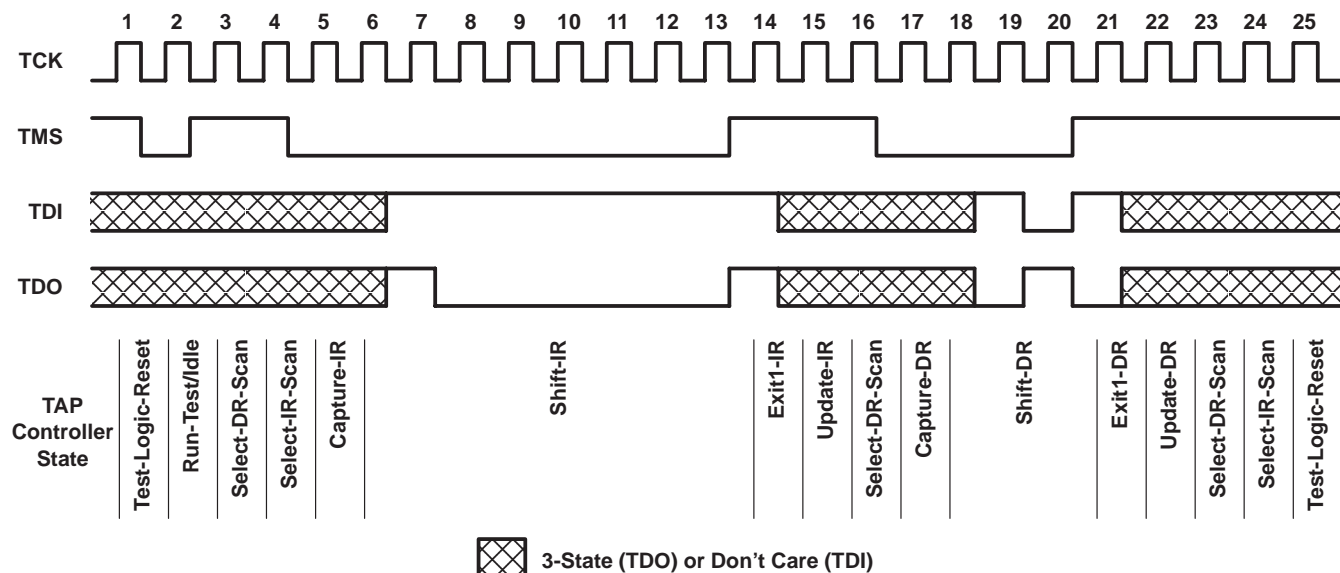 1 2 3 4 5 6 7 8 9 10 11 12 13 14 15 16 17 18 19 20 21 22 23 24 25
TCK
TMS
TDI
TDO
TAP
Controller
State
Test-Logic-Reset
Run-Test/Idle
Select-DR-Scan
Select-IR-Scan
Capture-IR
Shift-IR
Exit1-IR
Update-IR
Select-DR-Scan
Capture-DR
Shift-DR
Exit1-DR
Update-DR
Select-DR-Scan
Select-IR-Scan
Test-Logic-Reset
3-State (TDO) or Don’t Care (TDI)